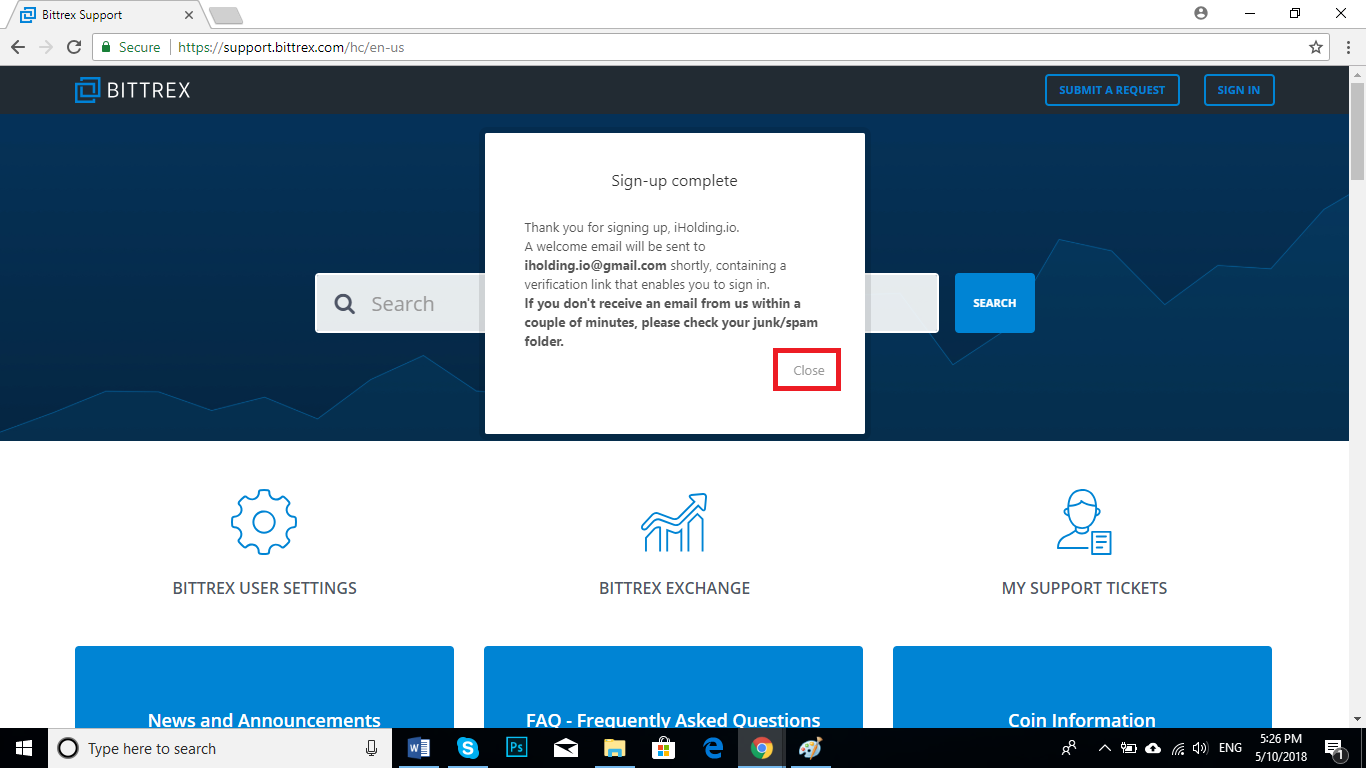 Bittrex Support
Secure
https://support.bittrex.com/hc/en-us
BITTREX
SUBMIT A REQUEST
SIGN IN
Sign-up complete
Thank you for signing up, iHolding.io.
A welcome email will be sent to
iholding.io@gmail.com shortly, containing a
verification link that enables you to sign in.
If you don't receive an email from us within a
couple of minutes, please check your junk/spam
folder.
Close
Search
SEARCH
BITTREX USER SETTINGS
BITTREX EXCHANGE
MY SUPPORT TICKETS
News and Announcements
FAQ - Frequently Asked Questions
Coin Information
Type here to search
W
S
Ps
e
ENG
5:26 PM
5/10/2018
1